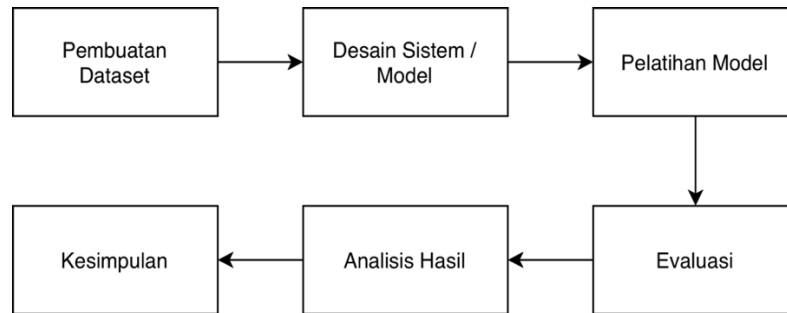 Pembuatan
Dataset
Desain Sistem /
Model
Pelatihan Model
Evaluasi
Analisis Hasil
Kesimpulan